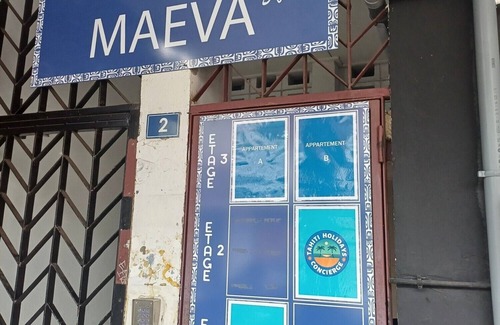 MAEVA
2
ETAGE 3
APPARTEMENT
A
APPARTEMENT
B
ETAGE 2
TAHITI HOLIDAYS
CONCIERGE
E